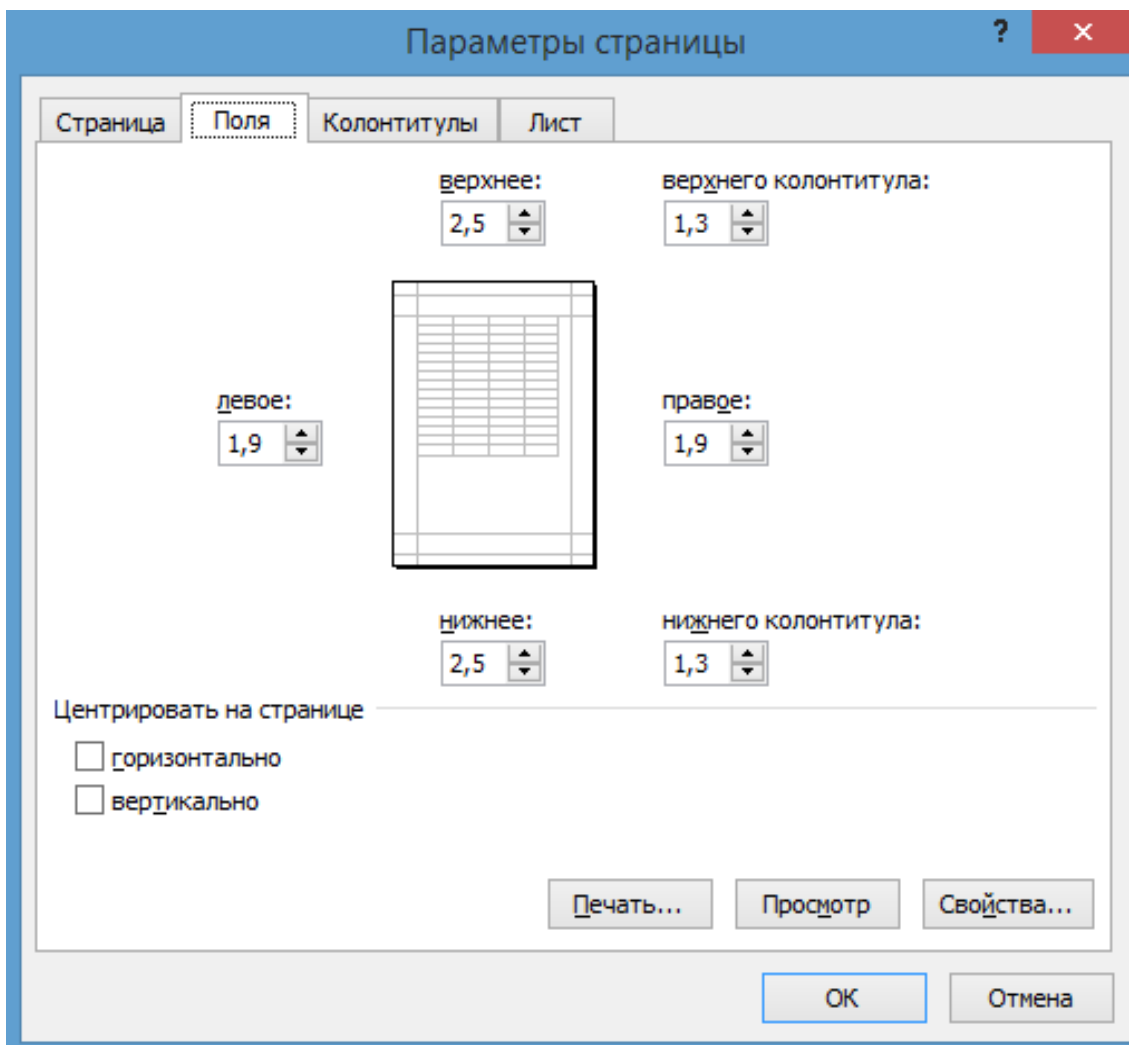 Параметры страницы
?
×
Страница Поля Колонтитулы Лист
верхнее: верхнего колонтитула:
2,5 1,3
левое: правое:
1,9 1,9
нижнее: нижнего колонтитула:
2,5 1,3
Центрировать на странице
горизонтально
вертикально
Печать... Просмотр Свойства...
ОК Отмена